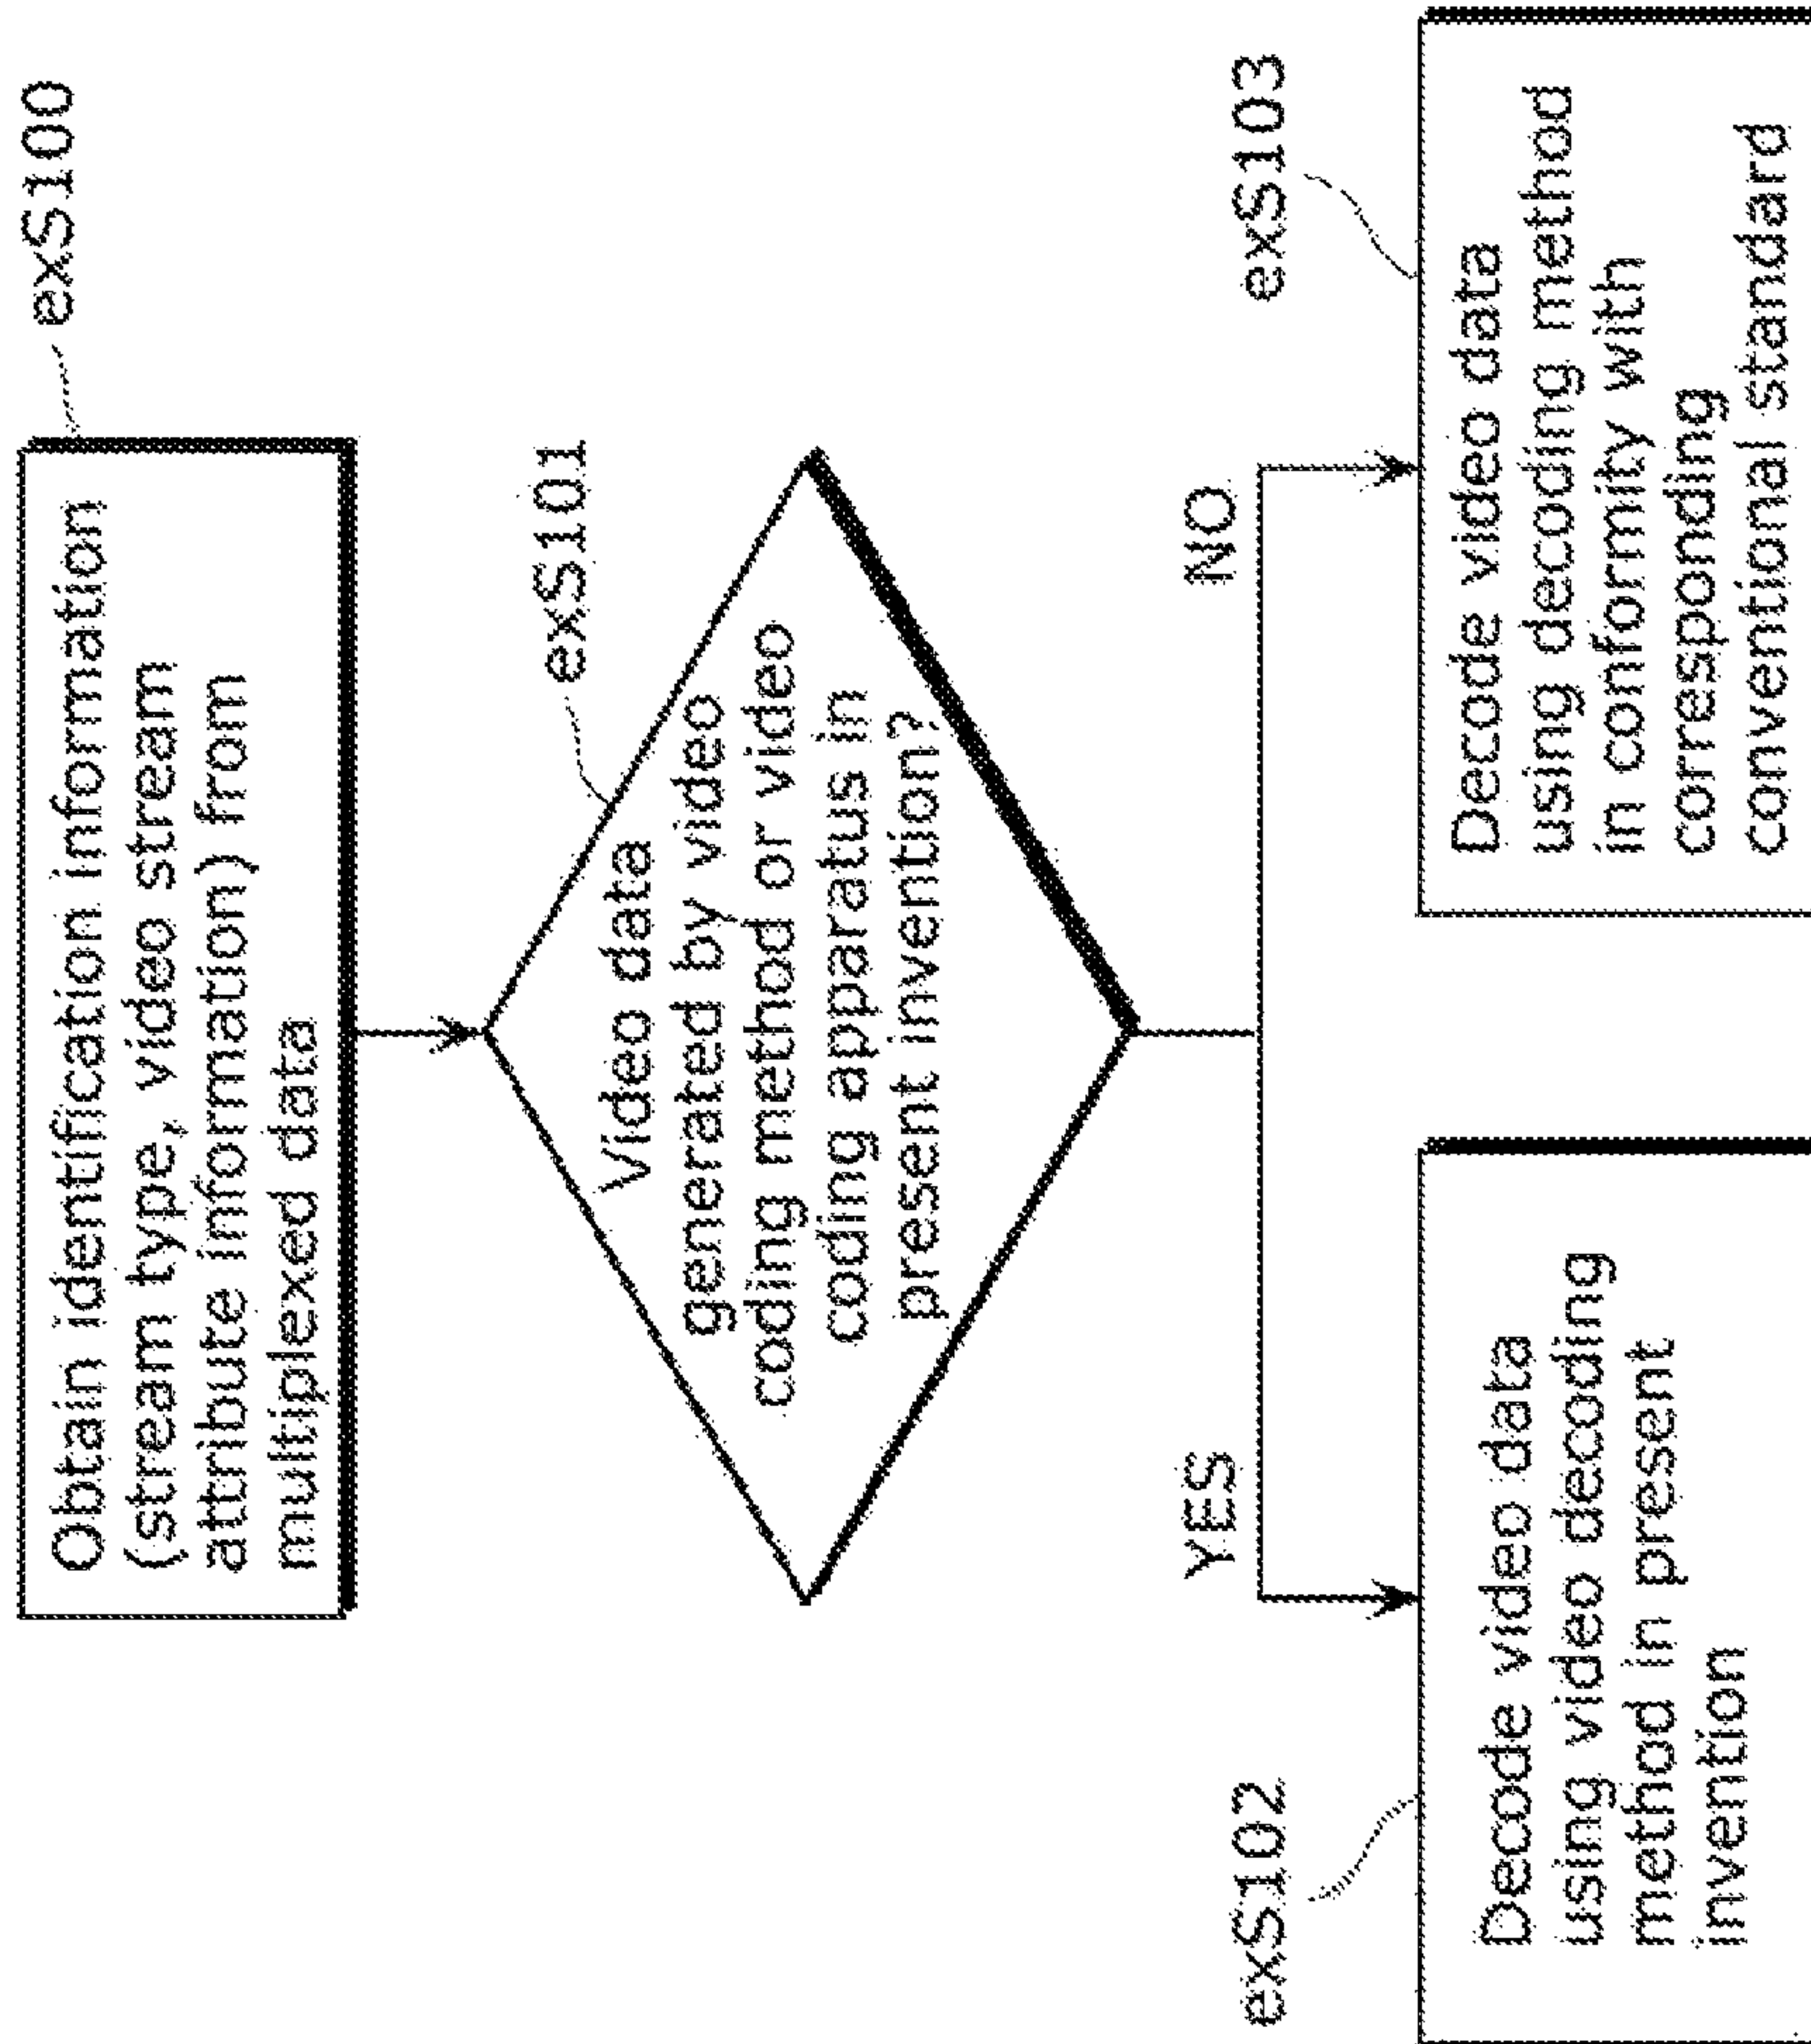 exS100
Obtain identification information
(stream type, video stream
attribute information) from
multiplexed data
exS101
Video data
generated by video
coding method or video
coding apparatus in
present invention?
YES
NO
exS102
Decode video data
using video decoding
method in present
invention
exS103
Decode video data
using decoding method
in conformity with
corresponding
conventional standard